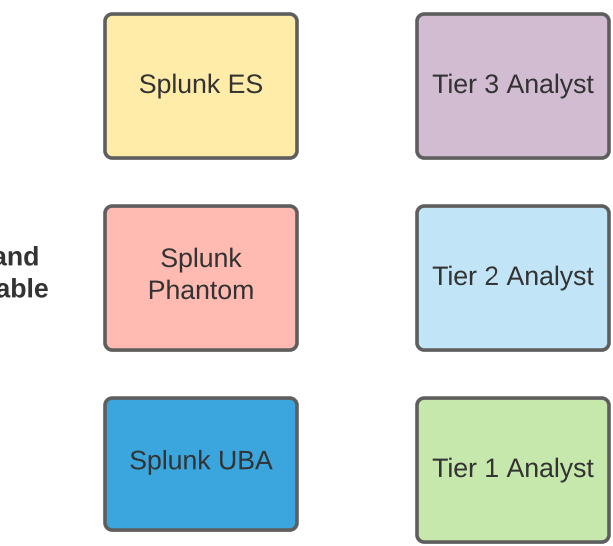 Splunk ES
Tier 3 Analyst
and
able
Splunk
Phantom
Tier 2 Analyst
Splunk UBA
Tier 1 Analyst